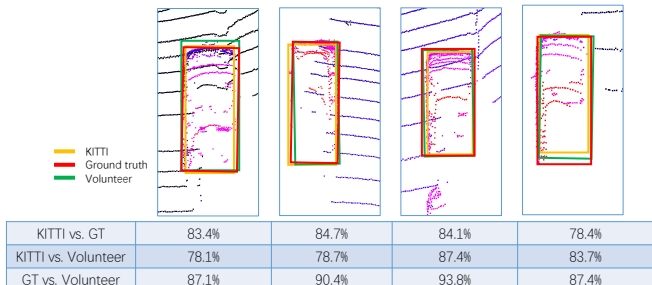 KITTI
Ground truth
Volunteer
KITTI vs. GT 83.4% 84.7% 84.1% 78.4%
KITTI vs. Volunteer 78.1% 78.7% 87.4% 83.7%
GT vs. Volunteer 87.1% 90.4% 93.8% 87.4%